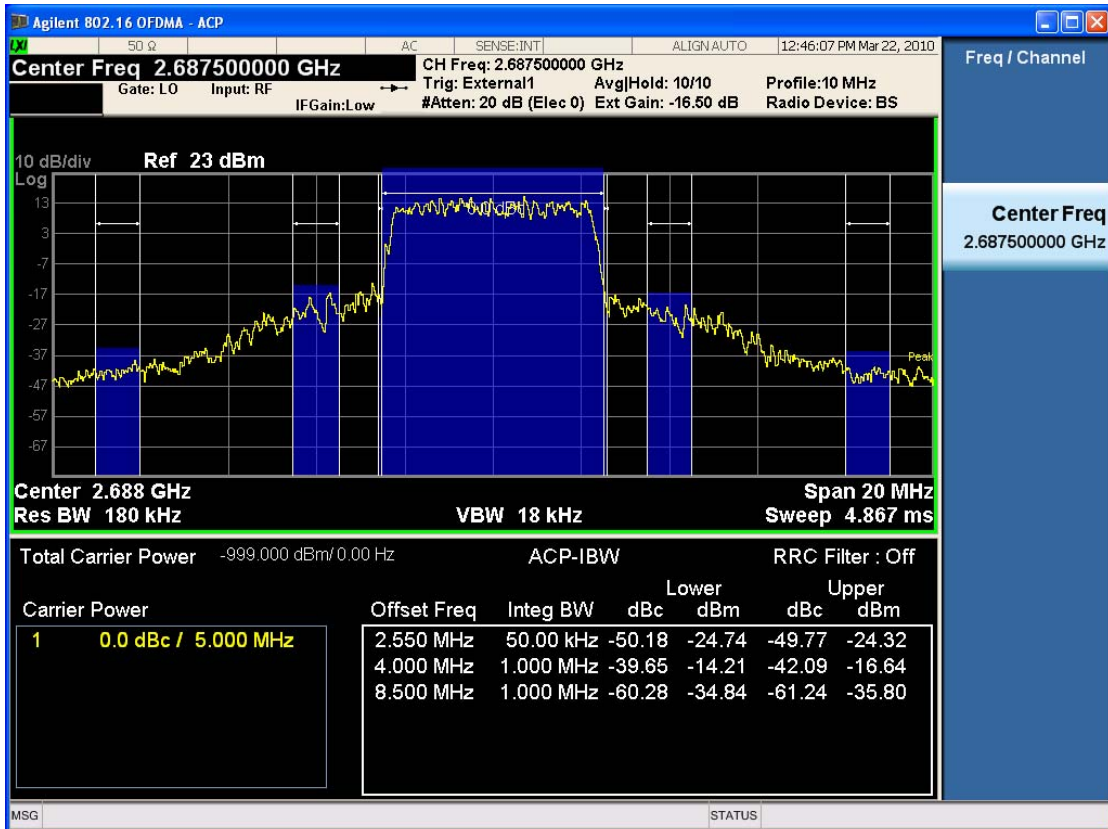 Agilent 802.16 OFDMA - ACP
LXI 50 Ω AC SENSE:INT ALIGN AUTO 12:46:07 PM Mar 22, 2010
Center Freq 2.687500000 GHz
CH Freq: 2.687500000 GHz
Gate: LO Input: RF Trig: External1 Avg|Hold: 10/10 Profile:10 MHz
IFGain:Low #Atten: 20 dB (Elec 0) Ext Gain: -16.50 dB Radio Device: BS
Freq / Channel
Center Freq
2.687500000 GHz
10 dB/div Ref 23 dBm
Log
13
3
-7
-17
-27
-37
-47
-57
-67
0.0 dBc
Peak
Center 2.688 GHz Span 20 MHz
Res BW 180 kHz VBW 18 kHz Sweep 4.867 ms
Total Carrier Power -999.000 dBm/ 0.00 Hz ACP-IBW RRC Filter : Off
Lower Upper
Carrier Power Offset Freq Integ BW dBc dBm dBc dBm
1 0.0 dBc / 5.000 MHz 2.550 MHz 50.00 kHz -50.18 -24.74 -49.77 -24.32
4.000 MHz 1.000 MHz -39.65 -14.21 -42.09 -16.64
8.500 MHz 1.000 MHz -60.28 -34.84 -61.24 -35.80
MSG STATUS